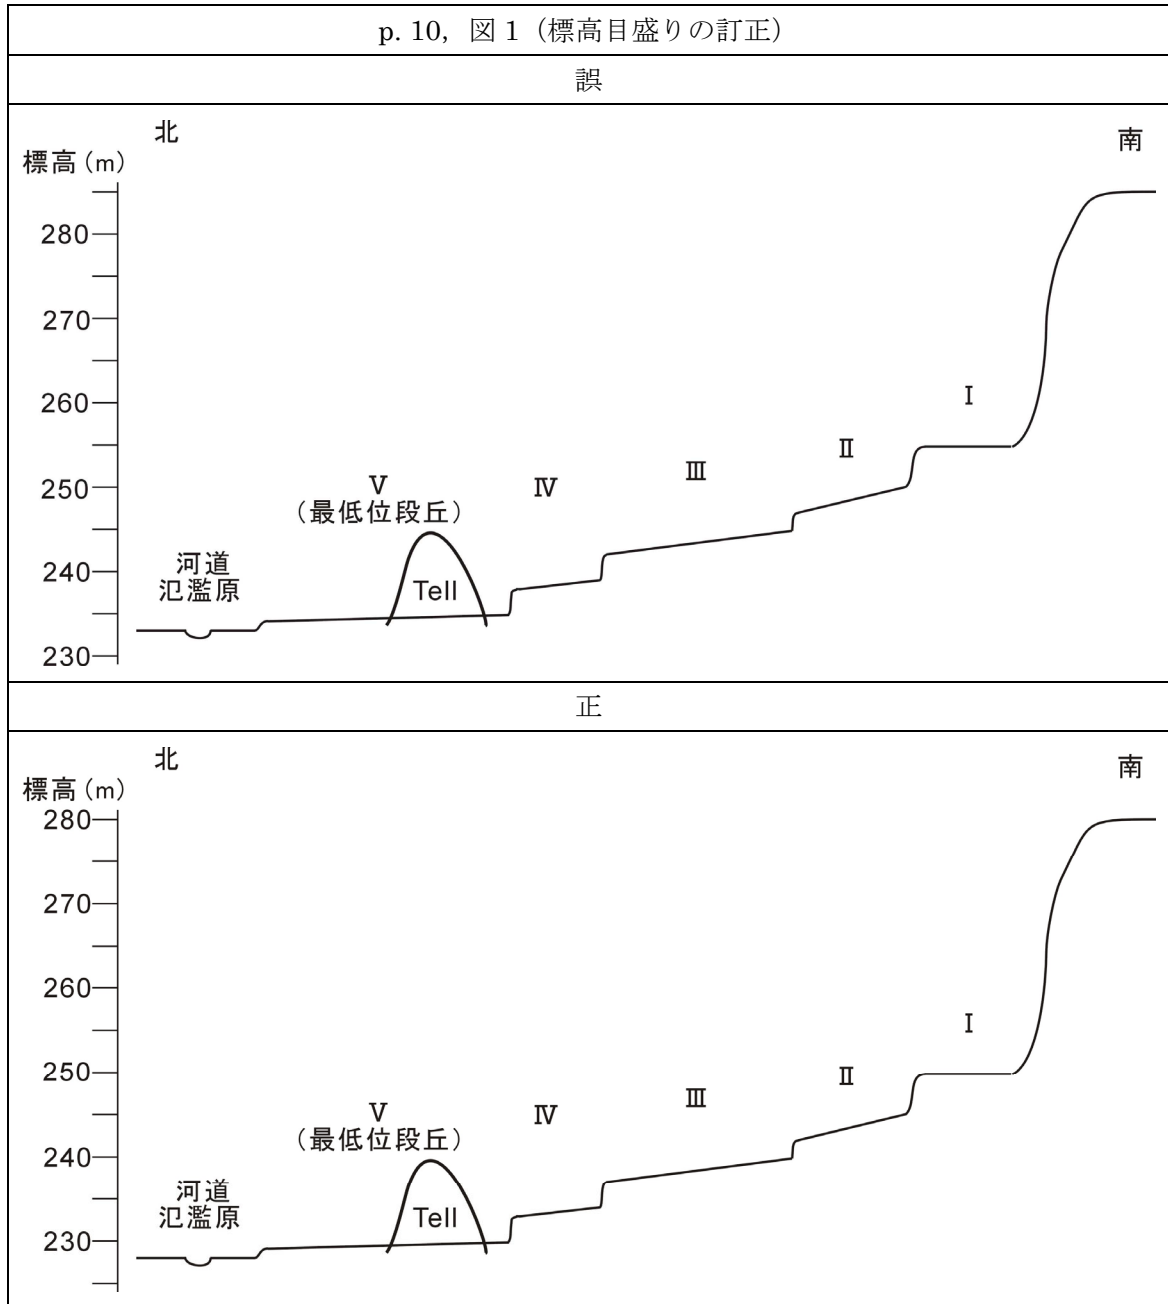 p. 10，図 1（標高目盛りの訂正）
誤
北
南
標高（m）
280
270
260
250
240
230
Ⅰ
Ⅱ
Ⅲ
Ⅳ
Ⅴ
（最低位段丘）
河道
氾濫原
Tell
正
北
南
標高（m）
280
270
260
250
240
230
Ⅰ
Ⅱ
Ⅲ
Ⅳ
Ⅴ
（最低位段丘）
河道
氾濫原
Tell